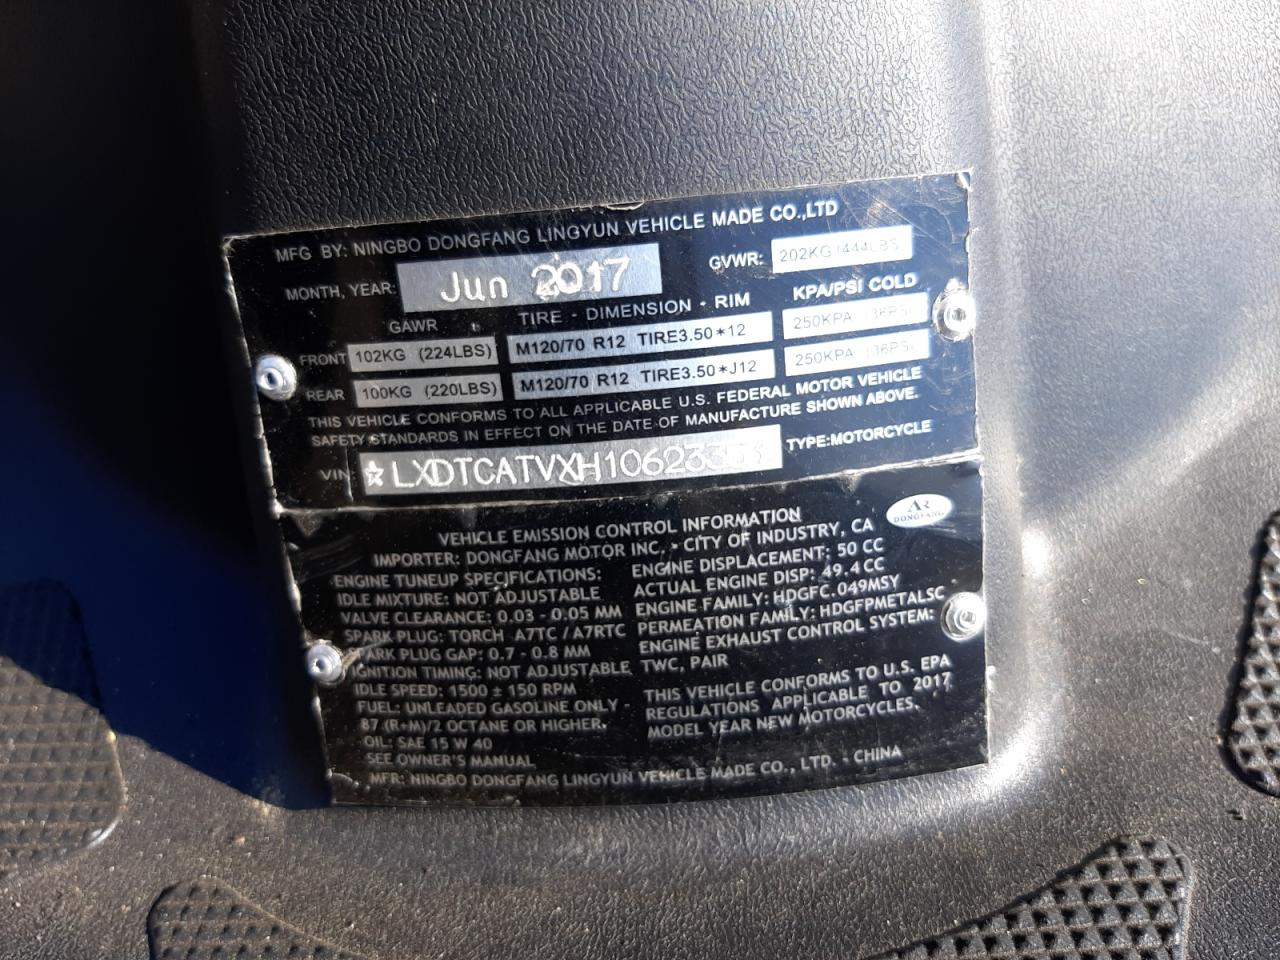 MFG BY: NINGBO DONGFANG LINGYUN VEHICLE MADE CO.,LTD
MONTH, YEAR: Jun 2017 GVWR: 202KG (444LBS)
GAWR TIRE - DIMENSION - RIM KPA/PSI COLD
FRONT 102KG (224LBS) M120/70 R12 TIRE3.50*12 250KPA (36PSI)
REAR 100KG (220LBS) M120/70 R12 TIRE3.50*J12 250KPA (36PSI)
THIS VEHICLE CONFORMS TO ALL APPLICABLE U.S. FEDERAL MOTOR VEHICLE
SAFETY STANDARDS IN EFFECT ON THE DATE OF MANUFACTURE SHOWN ABOVE.
VIN TYPE:MOTORCYCLE
AR
DONGFANG
VEHICLE EMISSION CONTROL INFORMATION
IMPORTER: DONGFANG MOTOR INC. - CITY OF INDUSTRY, CA
ENGINE TUNEUP SPECIFICATIONS:
IDLE MIXTURE: NOT ADJUSTABLE
VALVE CLEARANCE: 0.03 - 0.05 MM
SPARK PLUG: TORCH A7TC / A7RTC
SPARK PLUG GAP: 0.7 - 0.8 MM
IGNITION TIMING: NOT ADJUSTABLE
IDLE SPEED: 1500 ± 150 RPM
FUEL: UNLEADED GASOLINE ONLY -
87 (R+M)/2 OCTANE OR HIGHER.
OIL: SAE 15 W 40
SEE OWNER'S MANUAL
ENGINE DISPLACEMENT: 50 CC
ACTUAL ENGINE DISP: 49.4 CC
ENGINE FAMILY: HDGFC.049MSY
PERMEATION FAMILY: HDGFPMETALSC
ENGINE EXHAUST CONTROL SYSTEM:
TWC, PAIR
THIS VEHICLE CONFORMS TO U.S. EPA
REGULATIONS APPLICABLE TO 2017
MODEL YEAR NEW MOTORCYCLES.
MFR: NINGBO DONGFANG LINGYUN VEHICLE MADE CO., LTD. - CHINA